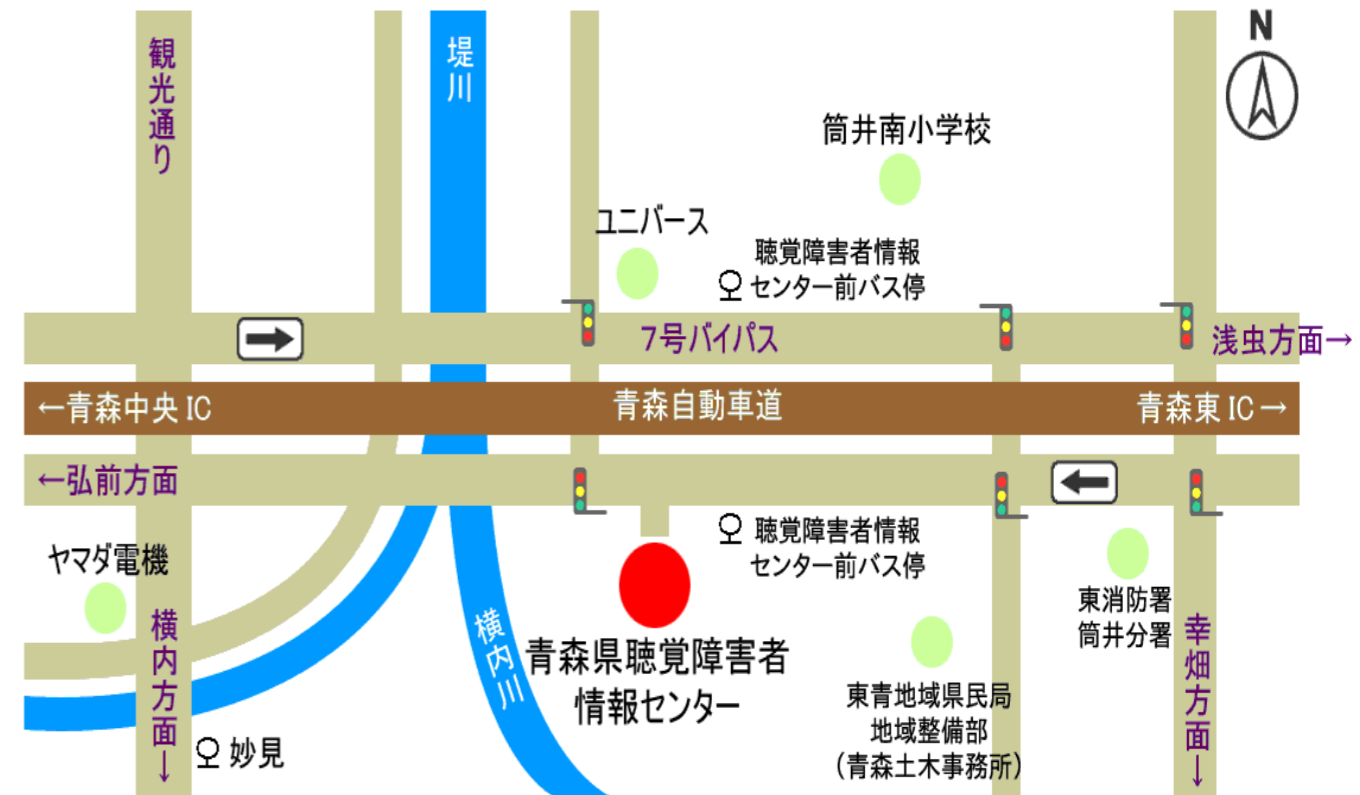 N
観光通り
堤川
筒井南小学校
ユニバース
聴覚障害者情報
センター前バス停
7号バイパス
浅虫方面→
←青森中央IC
青森自動車道
青森東IC→
←弘前方面
聴覚障害者情報
センター前バス停
ヤマダ電機
横内方面↓
横内川
青森県聴覚障害者
情報センター
東消防署
筒井分署
幸畑方面↓
東青地域県民局
地域整備部
(青森土木事務所)
妙見